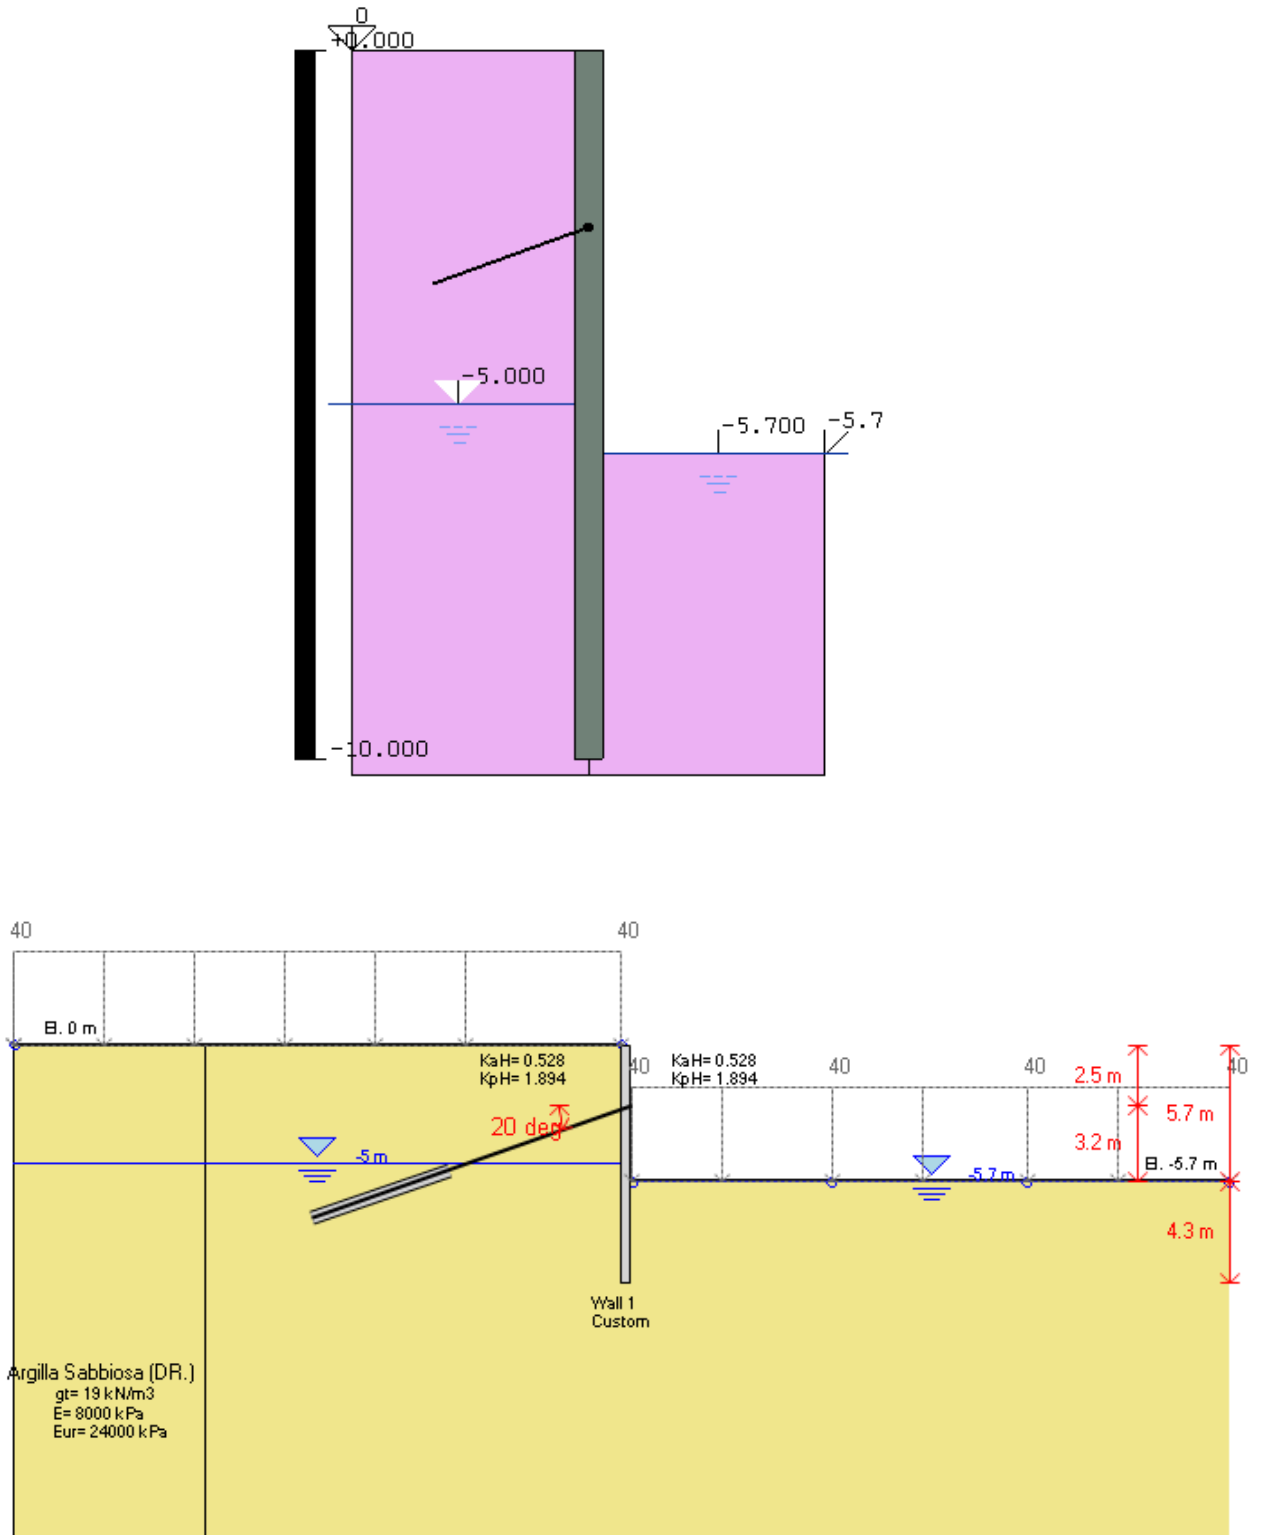 0
+0.000
-5.000
-5.700
-5.7
-10.000
40
40
El. 0 m
KaH= 0.528
KpH= 1.894
KaH= 0.528
KpH= 1.894
40
40
40
40
2.5 m
5.7 m
20 deg
3.2 m
-5 m
El. -5.7 m
-5.7 m
4.3 m
Wall 1
Custom
Argilla Sabbiosa (DR.)
gt= 19 kN/m3
E= 8000 kPa
Eur= 24000 kPa